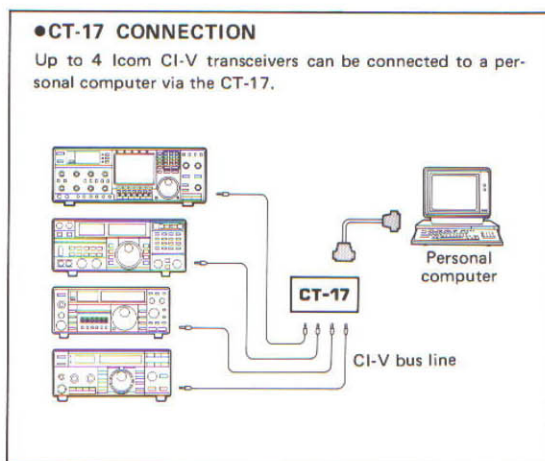 ●CT-17 CONNECTION
Up to 4 Icom CI-V transceivers can be connected to a per-
sonal computer via the CT-17.
Personal
computer
CT-17
CI-V bus line